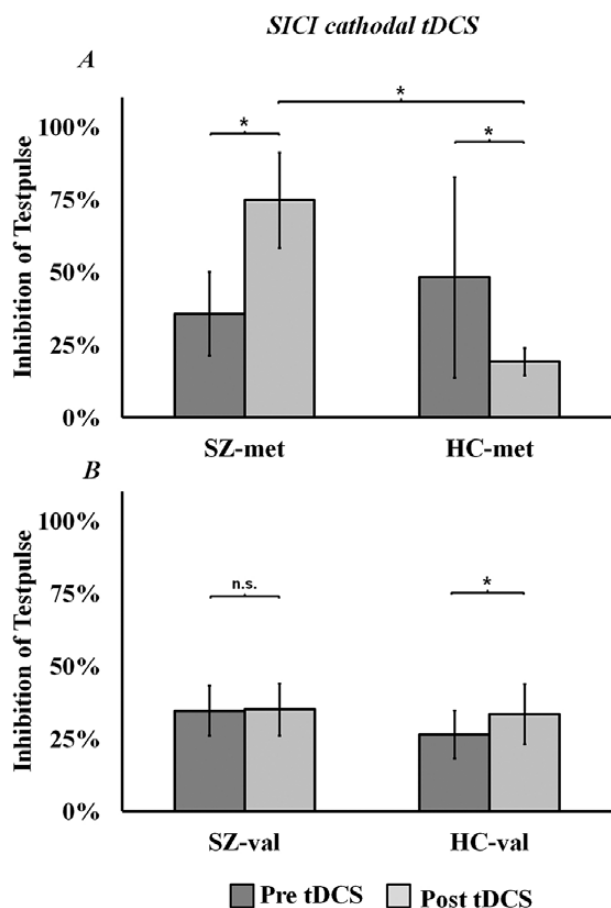 SICI cathodal tDCS
A
Inhibition of Testpulse
100%
75%
50%
25%
0%
*
*
*
SZ-met
HC-met
B
Inhibition of Testpulse
100%
75%
50%
25%
0%
n.s.
*
SZ-val
HC-val
Pre tDCS Post tDCS